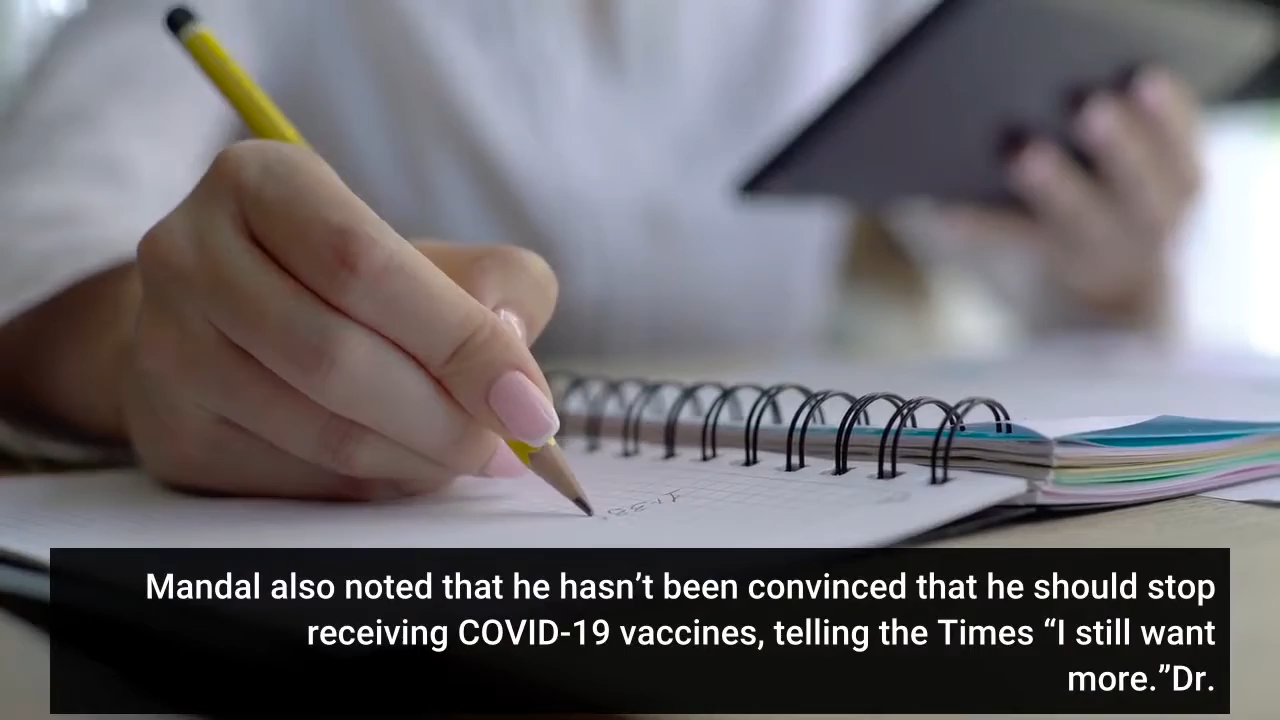 Mandal also noted that he hasn’t been convinced that he should stop
receiving COVID-19 vaccines, telling the Times “I still want
more.”Dr.